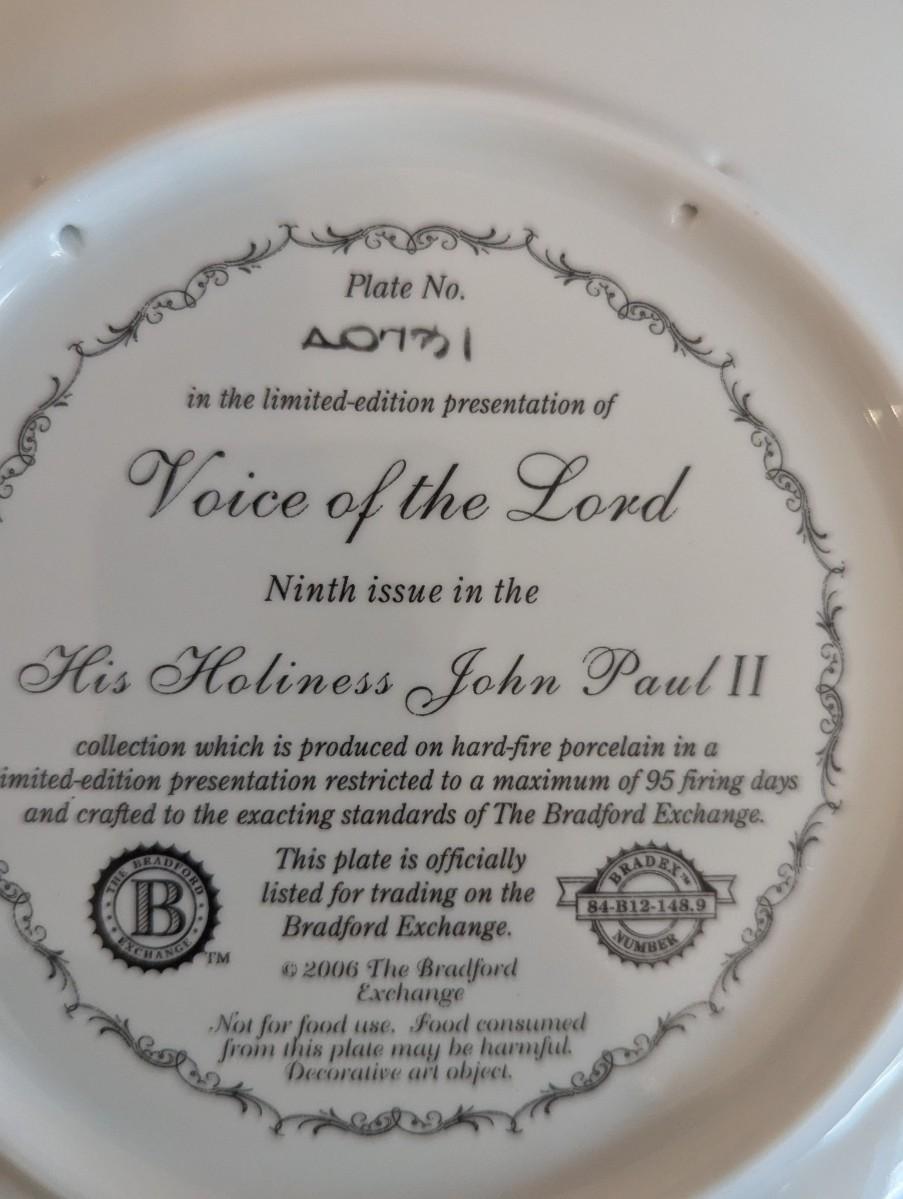 Plate No.
A0731
in the limited-edition presentation of
Voice of the Lord
Ninth issue in the
His Holiness John Paul II
collection which is produced on hard-fire porcelain in a
imited-edition presentation restricted to a maximum of 95 firing days
and crafted to the exacting standards of The Bradford Exchange.
THE BRADFORD
B
EXCHANGE
TM
This plate is officially
listed for trading on the
Bradford Exchange.
BRADEX™
84-B12-148.9
NUMBER
© 2006 The Bradford
Exchange
Not for food use. Food consumed
from this plate may be harmful.
Decorative art object.